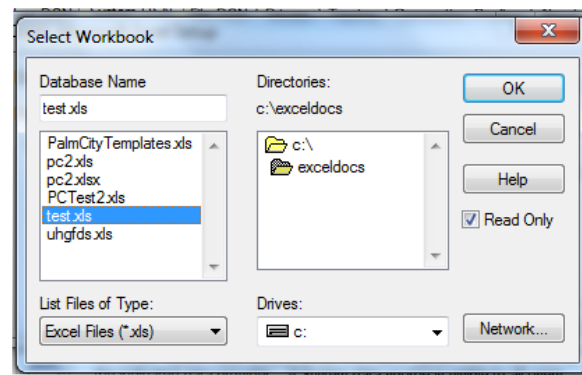 Select Workbook
Database Name
test.xls
PalmCityTemplates.xls
pc2.xls
pc2.xlsx
PCTest2.xls
test.xls
uhgfds.xls
List Files of Type:
Excel Files (*.xls)
Directories:
c:\exceldocs
c:\
exceldocs
Drives:
c:
OK
Cancel
Help
Read Only
Network...